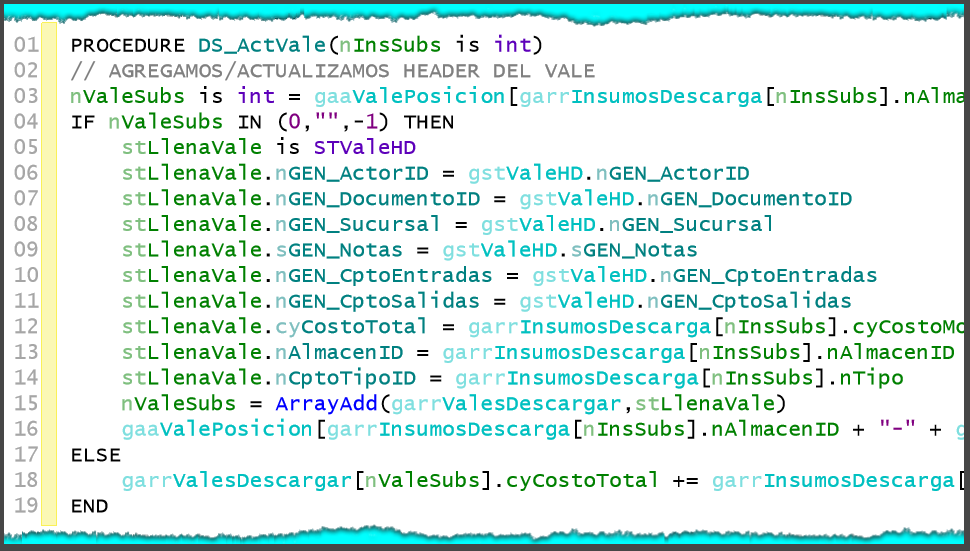 01 PROCEDURE DS_ActVale(nInsSubs is int)
02 // AGREGAMOS/ACTUALIZAMOS HEADER DEL VALE
03 nValeSubs is int = gaaValePosicion[garrInsumosDescarga[nInsSubs].nAlma
04 IF nValeSubs IN (0,"",-1) THEN
05 stLlenaVale is STValeHD
06 stLlenaVale.nGEN_ActorID = gstValeHD.nGEN_ActorID
07 stLlenaVale.nGEN_DocumentoID = gstValeHD.nGEN_DocumentoID
08 stLlenaVale.nGEN_Sucursal = gstValeHD.nGEN_Sucursal
09 stLlenaVale.sGEN_Notas = gstValeHD.sGEN_Notas
10 stLlenaVale.nGEN_CptoEntradas = gstValeHD.nGEN_CptoEntradas
11 stLlenaVale.nGEN_CptoSalidas = gstValeHD.nGEN_CptoSalidas
12 stLlenaVale.cyCostoTotal = garrInsumosDescarga[nInsSubs].cyCostoMo
13 stLlenaVale.nAlmacenID = garrInsumosDescarga[nInsSubs].nAlmacenID
14 stLlenaVale.nCptoTipoID = garrInsumosDescarga[nInsSubs].nTipo
15 nValeSubs = ArrayAdd(garrValesDescargar,stLlenaVale)
16 gaaValePosicion[garrInsumosDescarga[nInsSubs].nAlmacenID + "-" + g
17 ELSE
18 garrValesDescargar[nValeSubs].cyCostoTotal += garrInsumosDescarga[
19 END